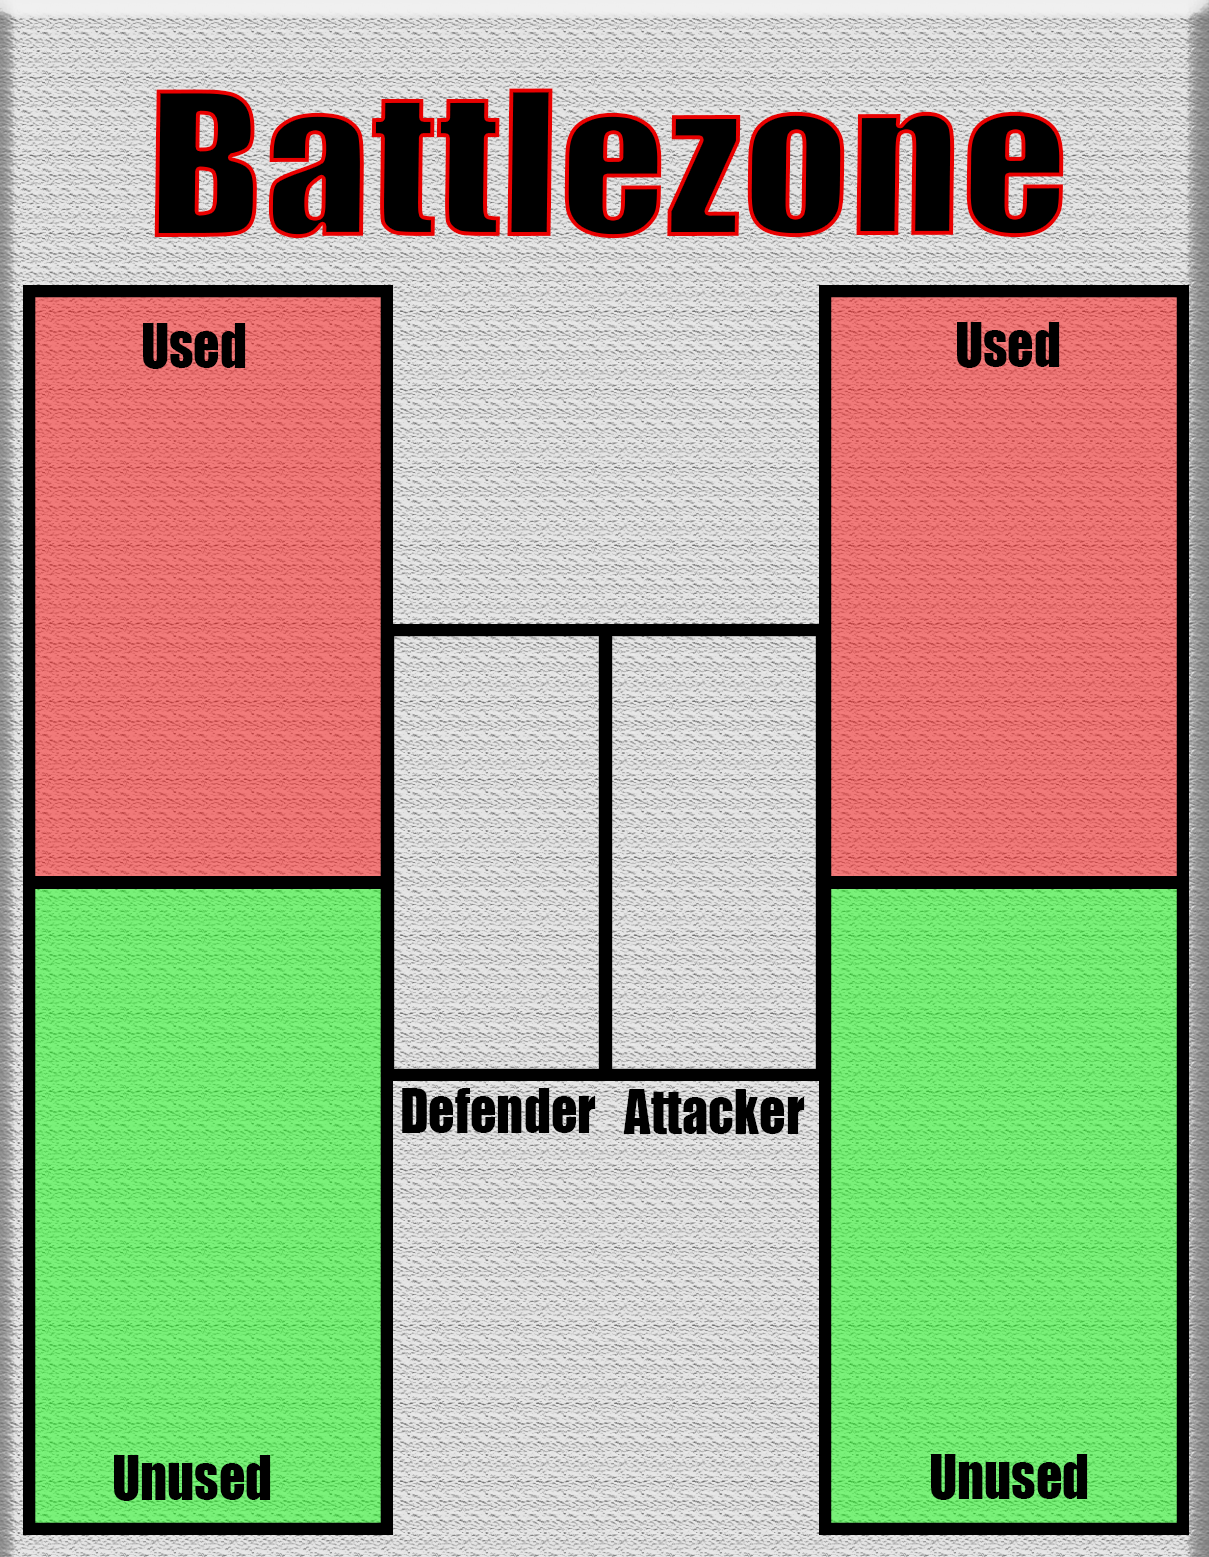 Battlezone
Used
Used
Defender
Attacker
Unused
Unused